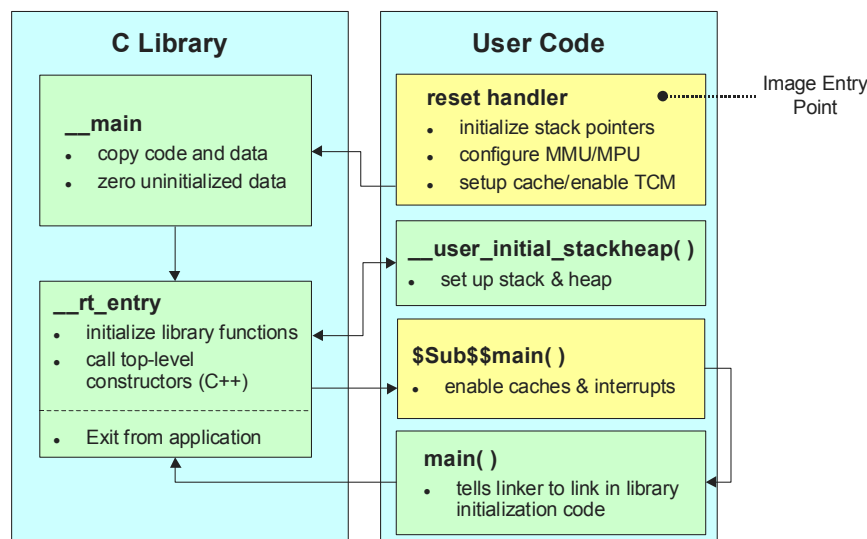 C Library
__main
• copy code and data
• zero uninitialized data
__rt_entry
• initialize library functions
• call top-level
constructors (C++)
• Exit from application
User Code
reset handler
• initialize stack pointers
• configure MMU/MPU
• setup cache/enable TCM
__user_initial_stackheap( )
• set up stack & heap
$Sub$$main( )
• enable caches & interrupts
main( )
• tells linker to link in library
initialization code
Image Entry
Point